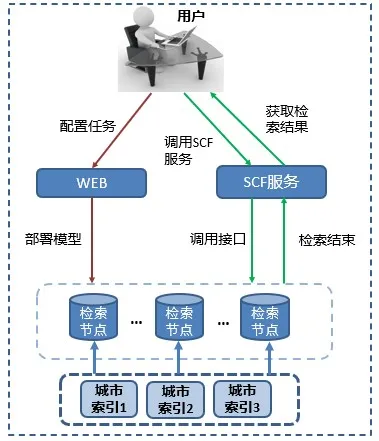 用户
配置任务
调用SCF
服务
获取检
索结果
WEB
SCF服务
部署模型
调用接口
检索结束
检索
节点
...
检索
节点
...
检索
节点
城市
索引1
城市
索引2
城市
索引3